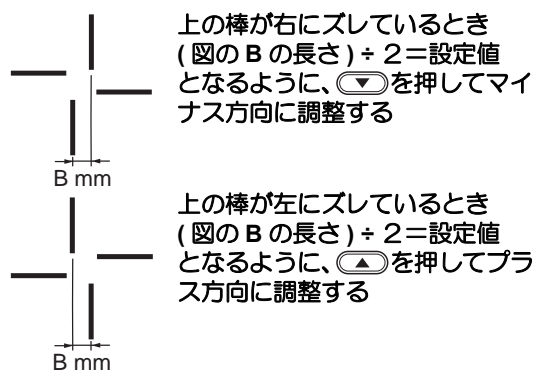 上の棒が右にズレているとき
( 図の B の長さ ) ÷ 2＝設定値
となるように、▼を押してマイ
ナス方向に調整する
B mm
上の棒が左にズレているとき
( 図の B の長さ ) ÷ 2＝設定値
となるように、▲を押してプラ
ス方向に調整する
B mm